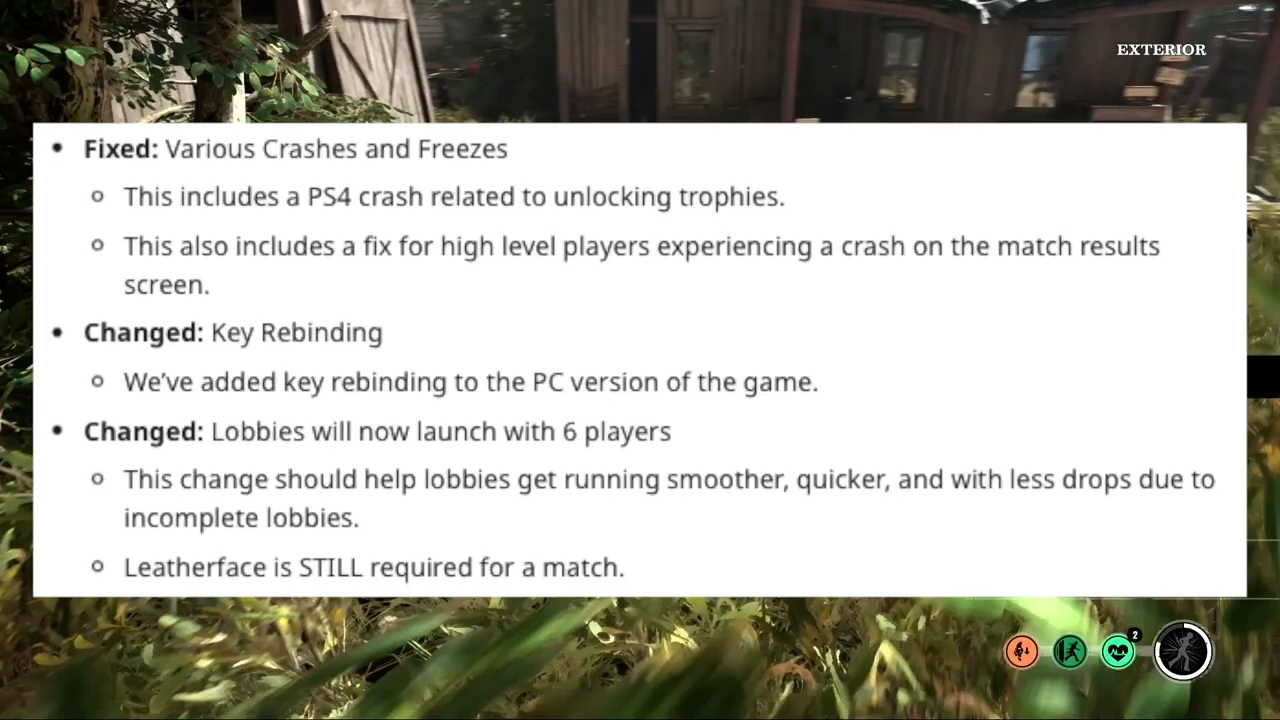 EXTERIOR
• Fixed: Various Crashes and Freezes
○ This includes a PS4 crash related to unlocking trophies.
○ This also includes a fix for high level players experiencing a crash on the match results
screen.
• Changed: Key Rebinding
○ We’ve added key rebinding to the PC version of the game.
• Changed: Lobbies will now launch with 6 players
○ This change should help lobbies get running smoother, quicker, and with less drops due to
incomplete lobbies.
○ Leatherface is STILL required for a match.
2